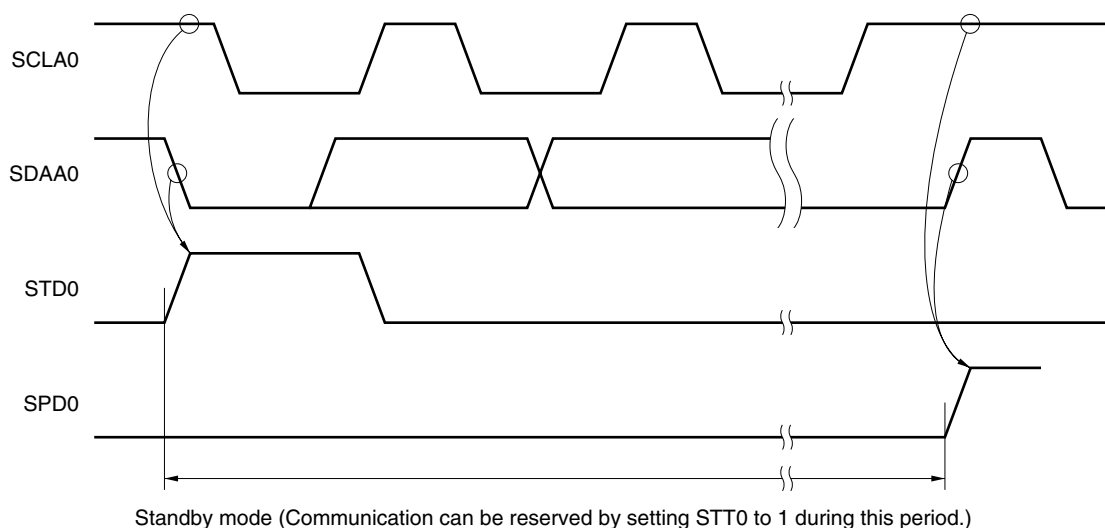 SCLA0
SDAA0
STD0
SPD0
Standby mode (Communication can be reserved by setting STT0 to 1 during this period.)